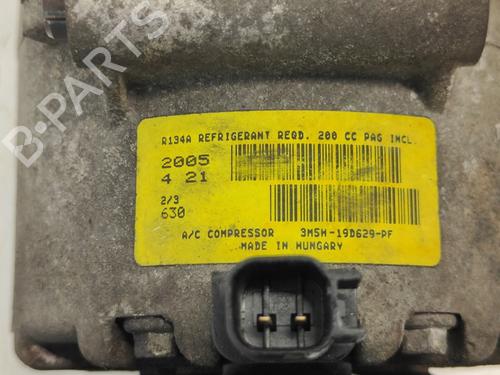 B-PARTS
R134A REFRIGERANT REQD. 200 CC PAG INCL.
2005
4 21
2/3
630
A/C COMPRESSOR 3M5H-19D629-PF
MADE IN HUNGARY